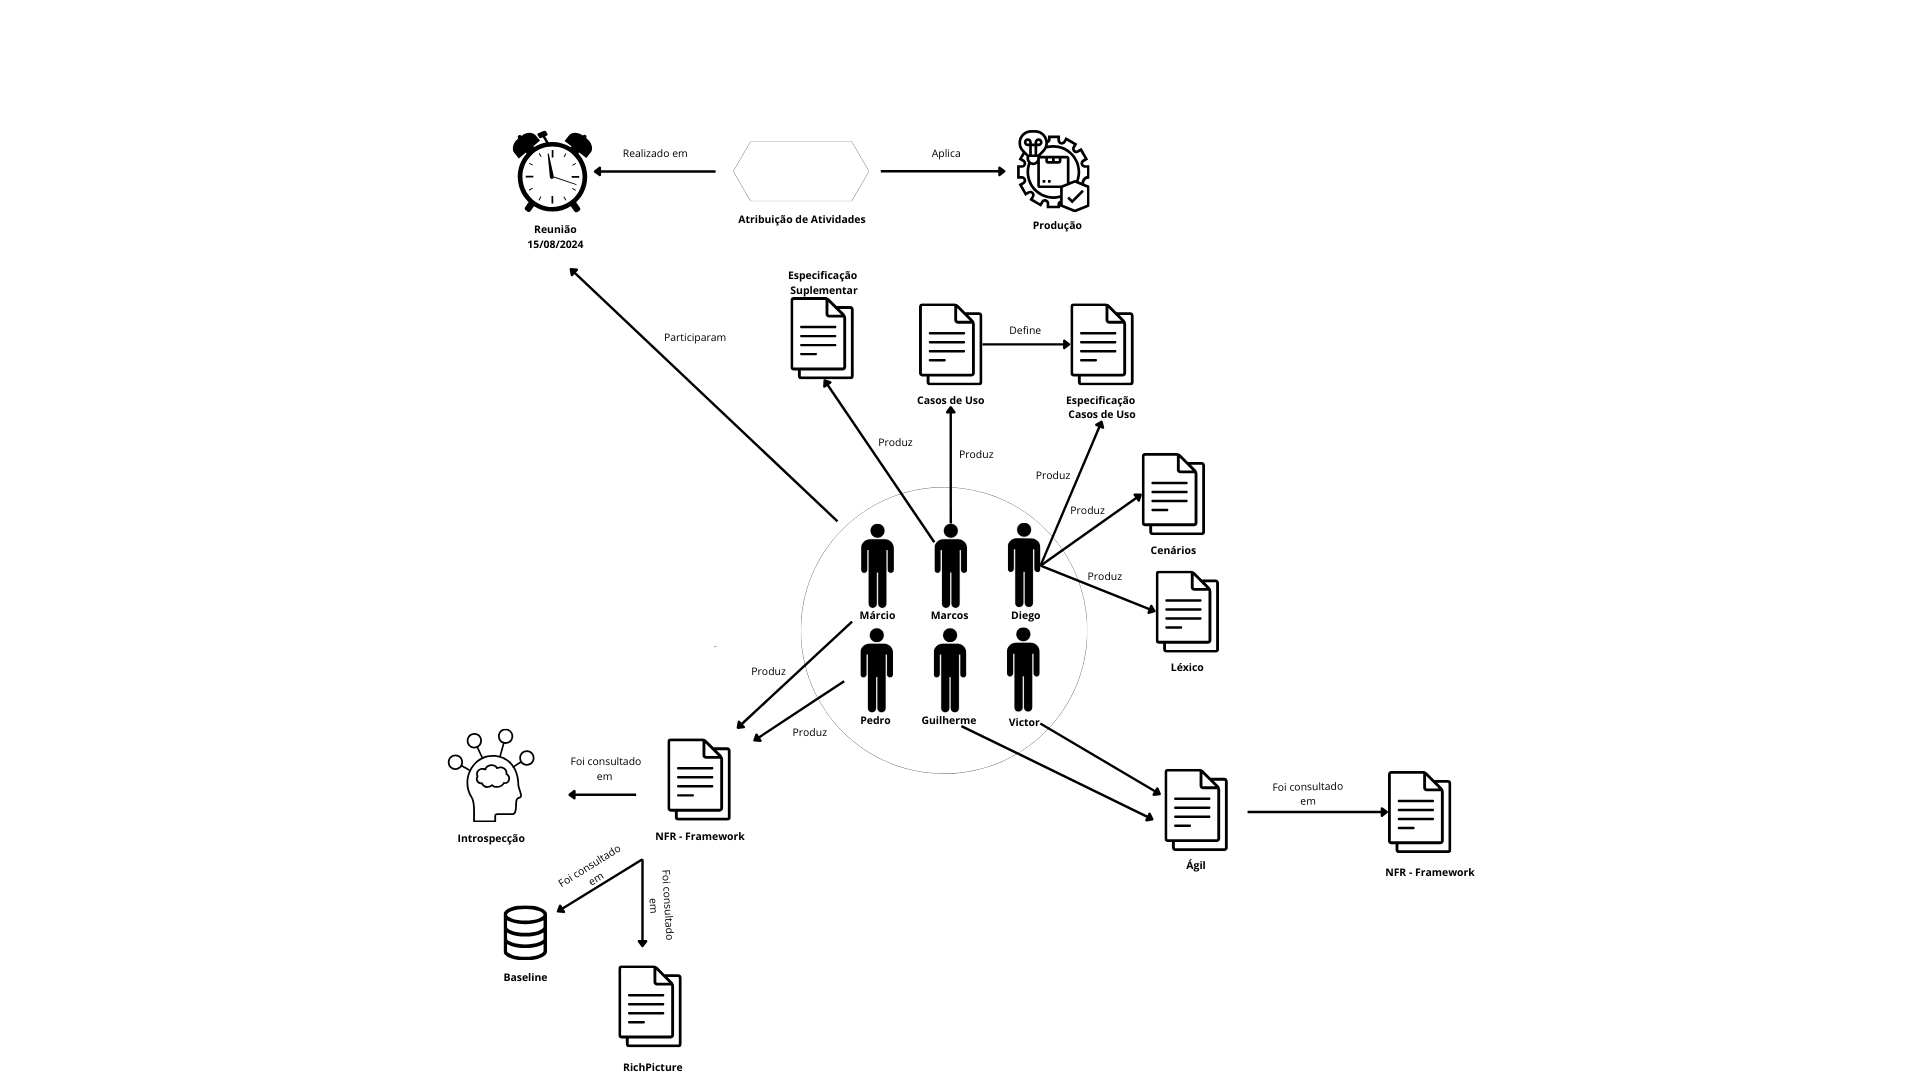 Realizado em
Aplica
Atribuição de Atividades
Reunião
15/08/2024
Produção
Especificação
Suplementar
Participaram
Define
Casos de Uso
Especificação
Casos de Uso
Produz
Produz
Produz
Produz
Cenários
Produz
Léxico
Márcio
Marcos
Diego
Produz
Pedro
Guilherme
Victor
Produz
Foi consultado
em
Introspecção
NFR - Framework
Foi consultado
em
Ágil
NFR - Framework
Foi consultado
em
Foi consultado
em
Baseline
RichPicture